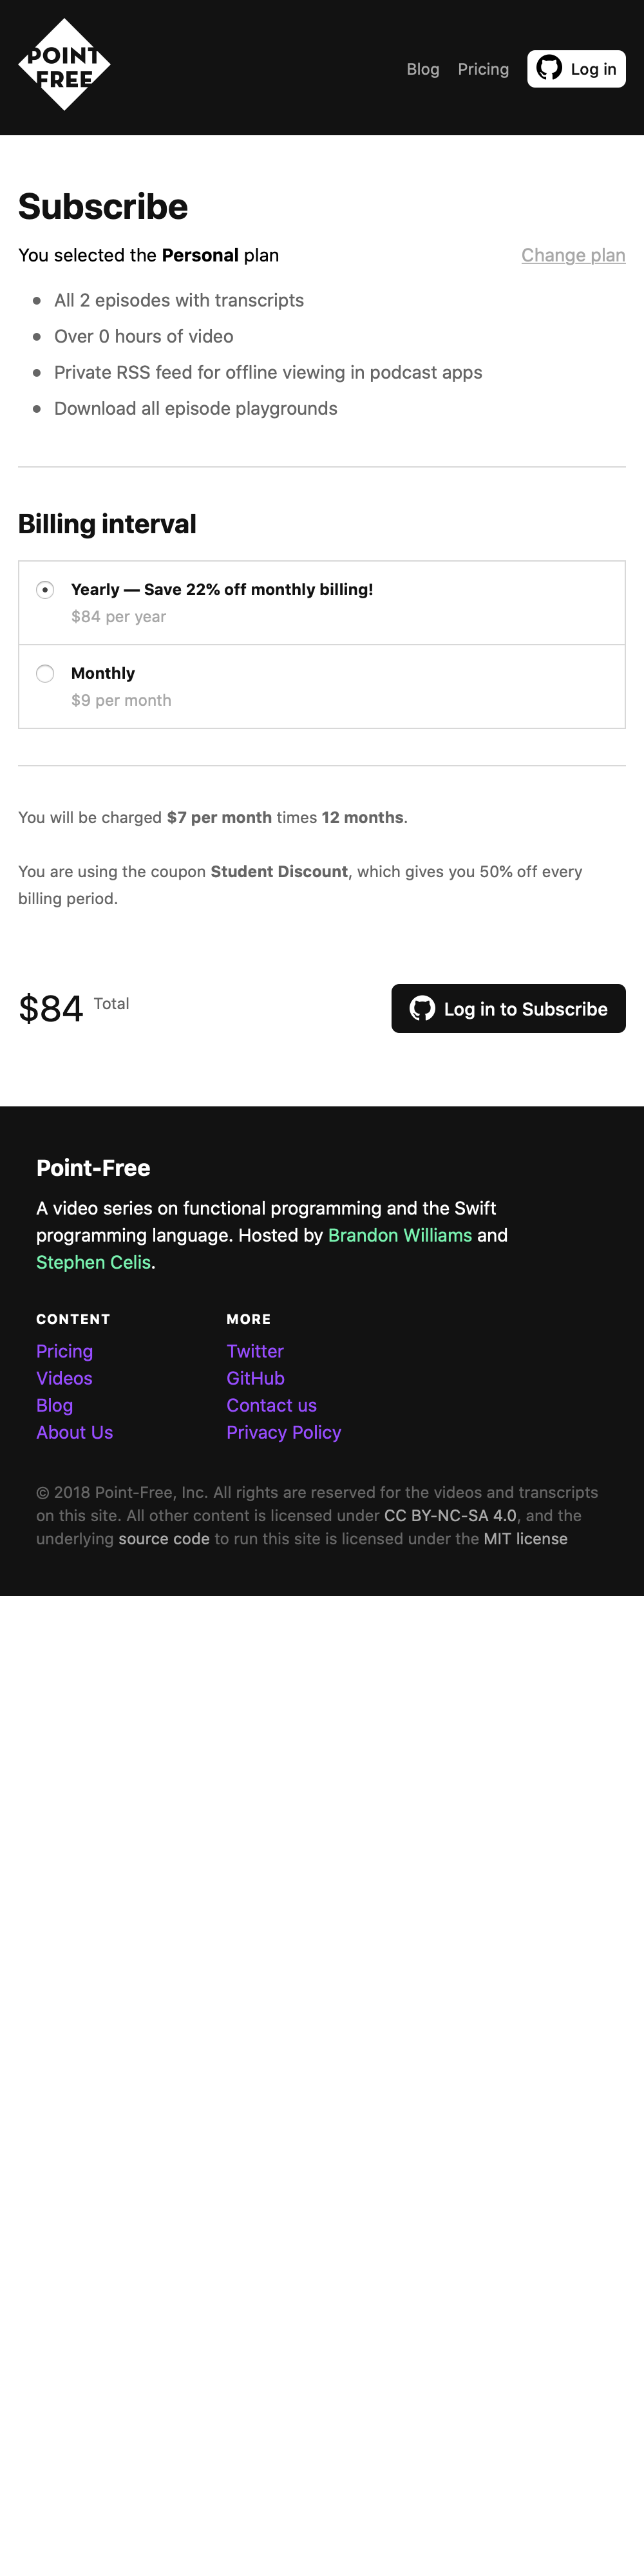 POINT
FREE
Blog Pricing Log in
Subscribe
You selected the Personal plan Change plan
All 2 episodes with transcripts
Over 0 hours of video
Private RSS feed for offline viewing in podcast apps
Download all episode playgrounds
Billing interval
Yearly — Save 22% off monthly billing!
$84 per year
Monthly
$9 per month
You will be charged $7 per month times 12 months.
You are using the coupon Student Discount, which gives you 50% off every
billing period.
$84 Total Log in to Subscribe
Point-Free
A video series on functional programming and the Swift
programming language. Hosted by Brandon Williams and
Stephen Celis.
CONTENT
Pricing
Videos
Blog
About Us
MORE
Twitter
GitHub
Contact us
Privacy Policy
© 2018 Point-Free, Inc. All rights are reserved for the videos and transcripts
on this site. All other content is licensed under CC BY-NC-SA 4.0, and the
underlying source code to run this site is licensed under the MIT license